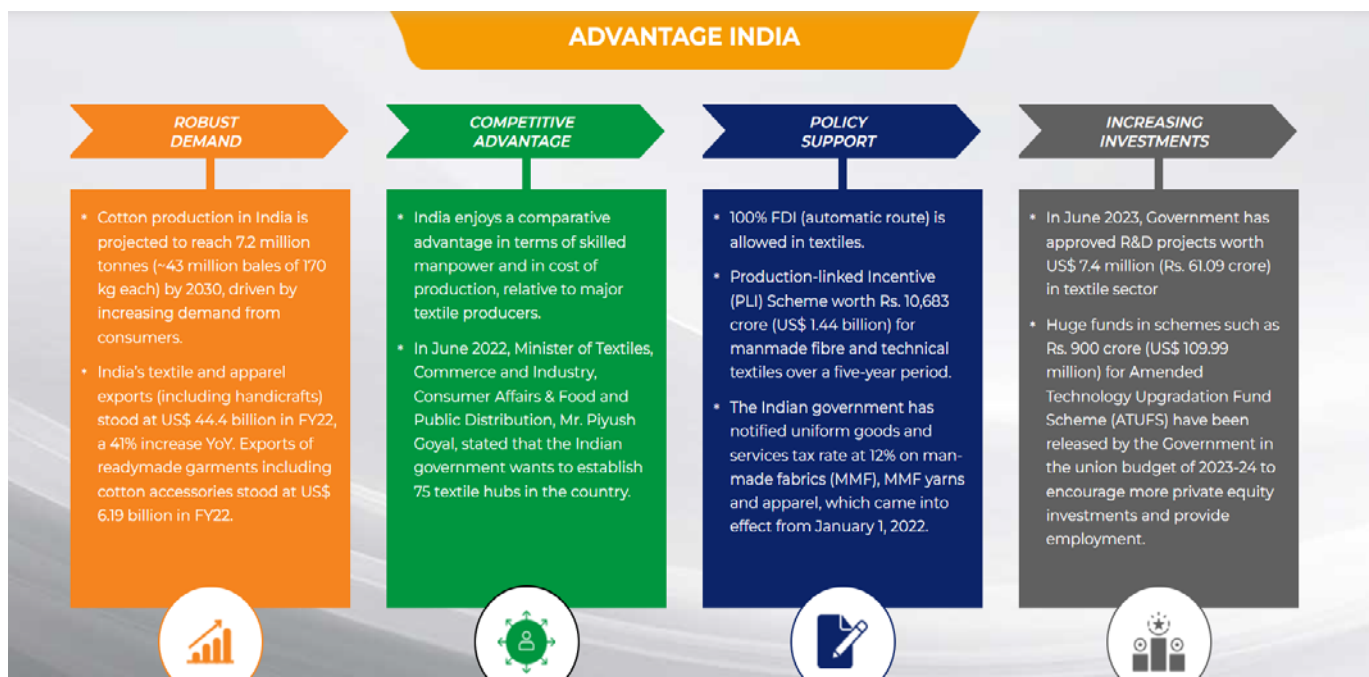 ADVANTAGE INDIA
ROBUST
DEMAND
* Cotton production in India is
projected to reach 7.2 million
tonnes (~43 million bales of 170
kg each) by 2030, driven by
increasing demand from
consumers.
* India's textile and apparel
exports (including handicrafts)
stood at US$ 44.4 billion in FY22,
a 41% increase YoY. Exports of
readymade garments including
cotton accessories stood at US$
6.19 billion in FY22.
COMPETITIVE
ADVANTAGE
* India enjoys a comparative
advantage in terms of skilled
manpower and in cost of
production, relative to major
textile producers.
* In June 2022, Minister of Textiles,
Commerce and Industry,
Consumer Affairs & Food and
Public Distribution, Mr. Piyush
Goyal, stated that the Indian
government wants to establish
75 textile hubs in the country.
POLICY
SUPPORT
* 100% FDI (automatic route) is
allowed in textiles.
* Production-linked Incentive
(PLI) Scheme worth Rs. 10,683
crore (US$ 1.44 billion) for
manmade fibre and technical
textiles over a five-year period.
* The Indian government has
notified uniform goods and
services tax rate at 12% on man-
made fabrics (MMF), MMF yarns
and apparel, which came into
effect from January 1, 2022.
INCREASING
INVESTMENTS
* In June 2023, Government has
approved R&D projects worth
US$ 7.4 million (Rs. 61.09 crore)
in textile sector
* Huge funds in schemes such as
Rs. 900 crore (US$ 109.99
million) for Amended
Technology Upgradation Fund
Scheme (ATUFS) have been
released by the Government in
the union budget of 2023-24 to
encourage more private equity
investments and provide
employment.